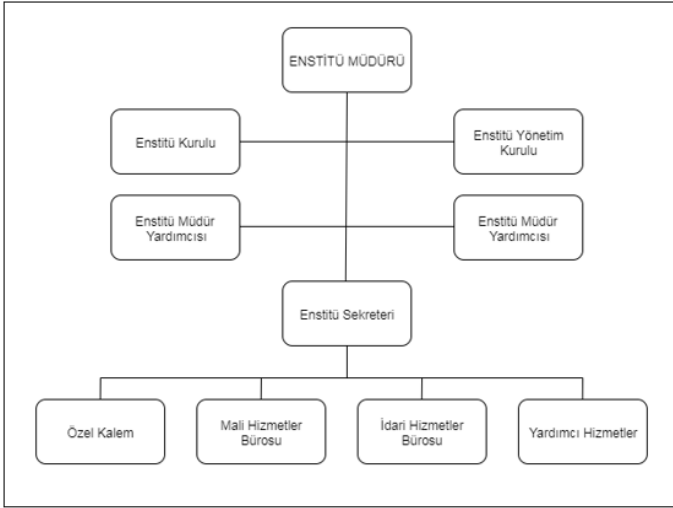 ENSTİTÜ MÜDÜRÜ
Enstitü Kurulu
Enstitü Yönetim
Kurulu
Enstitü Müdür
Yardımcısı
Enstitü Müdür
Yardımcısı
Enstitü Sekreteri
Özel Kalem
Mali Hizmetler
Bürosu
İdari Hizmetler
Bürosu
Yardımcı Hizmetler